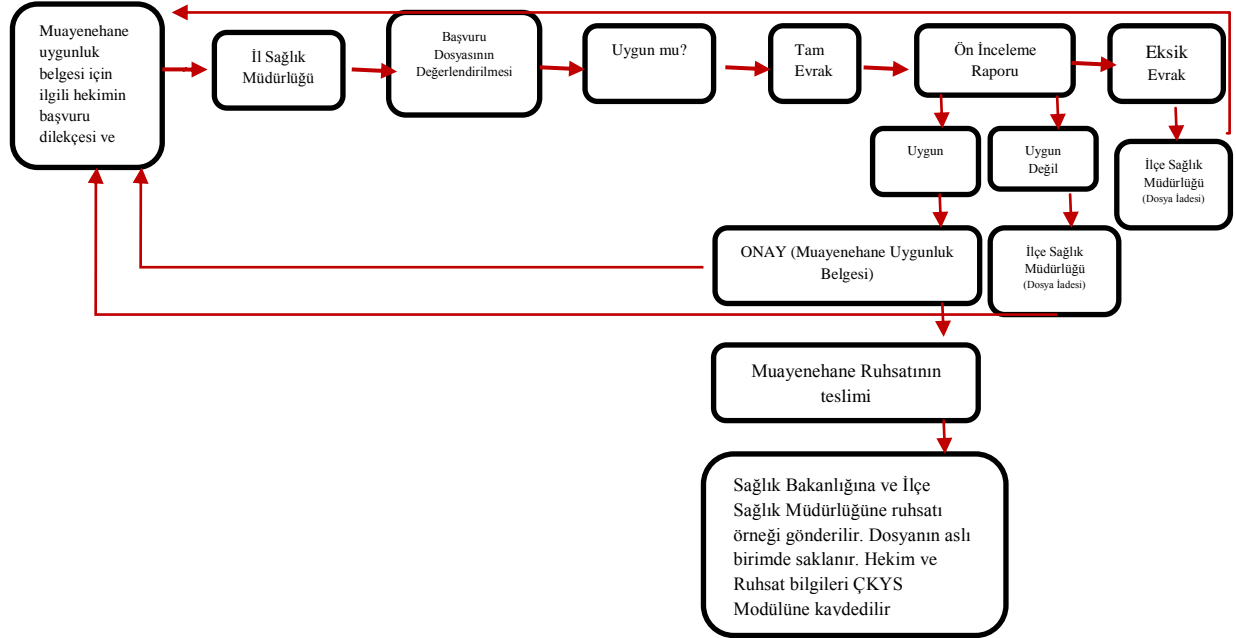 Muayenehane
uygunluk
belgesi için
ilgili hekimin
başvuru
dilekçesi ve
İl Sağlık
Müdürlüğü
Başvuru
Dosyasının
Değerlendirilmesi
Uygun mu?
Tam
Evrak
Ön İnceleme
Raporu
Eksik
Evrak
Uygun
Uygun
Değil
İlçe Sağlık
Müdürlüğü
(Dosya İadesi)
ONAY (Muayenehane Uygunluk
Belgesi)
İlçe Sağlık
Müdürlüğü
(Dosya İadesi)
Muayenehane Ruhsatının
teslimi
Sağlık Bakanlığına ve İlçe
Sağlık Müdürlüğüne ruhsatı
örneği gönderilir. Dosyanın aslı
birimde saklanır. Hekim ve
Ruhsat bilgileri ÇKYS
Modülüne kaydedilir